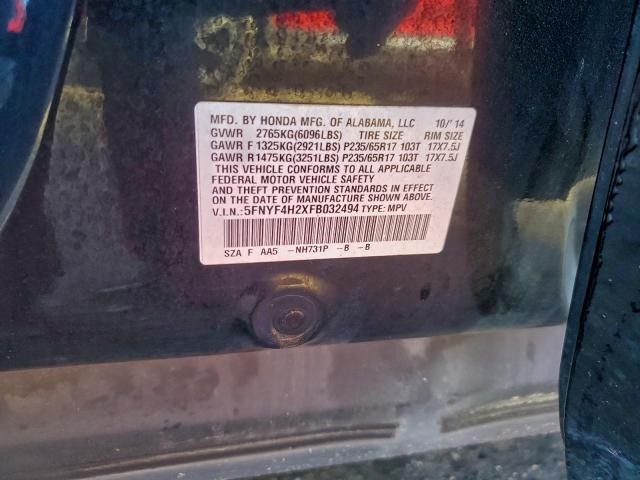 MFD. BY HONDA MFG. OF ALABAMA, LLC 10/'14
GVWR 2765KG(6096LBS) TIRE SIZE RIM SIZE
GAWR F 1325KG(2921LBS) P235/65R17 103T 17X7.5J
GAWR R1475KG(3251LBS) P235/65R17 103T 17X7.5J
THIS VEHICLE CONFORMS TO ALL APPLICABLE
FEDERAL MOTOR VEHICLE SAFETY
AND THEFT PREVENTION STANDARDS IN EFFECT
ON THE DATE OF MANUFACTURE SHOWN ABOVE.
V.I.N.: 5FNYF4H2XFB032494 TYPE: MPV
SZA F AA5 -NH731P -B -B